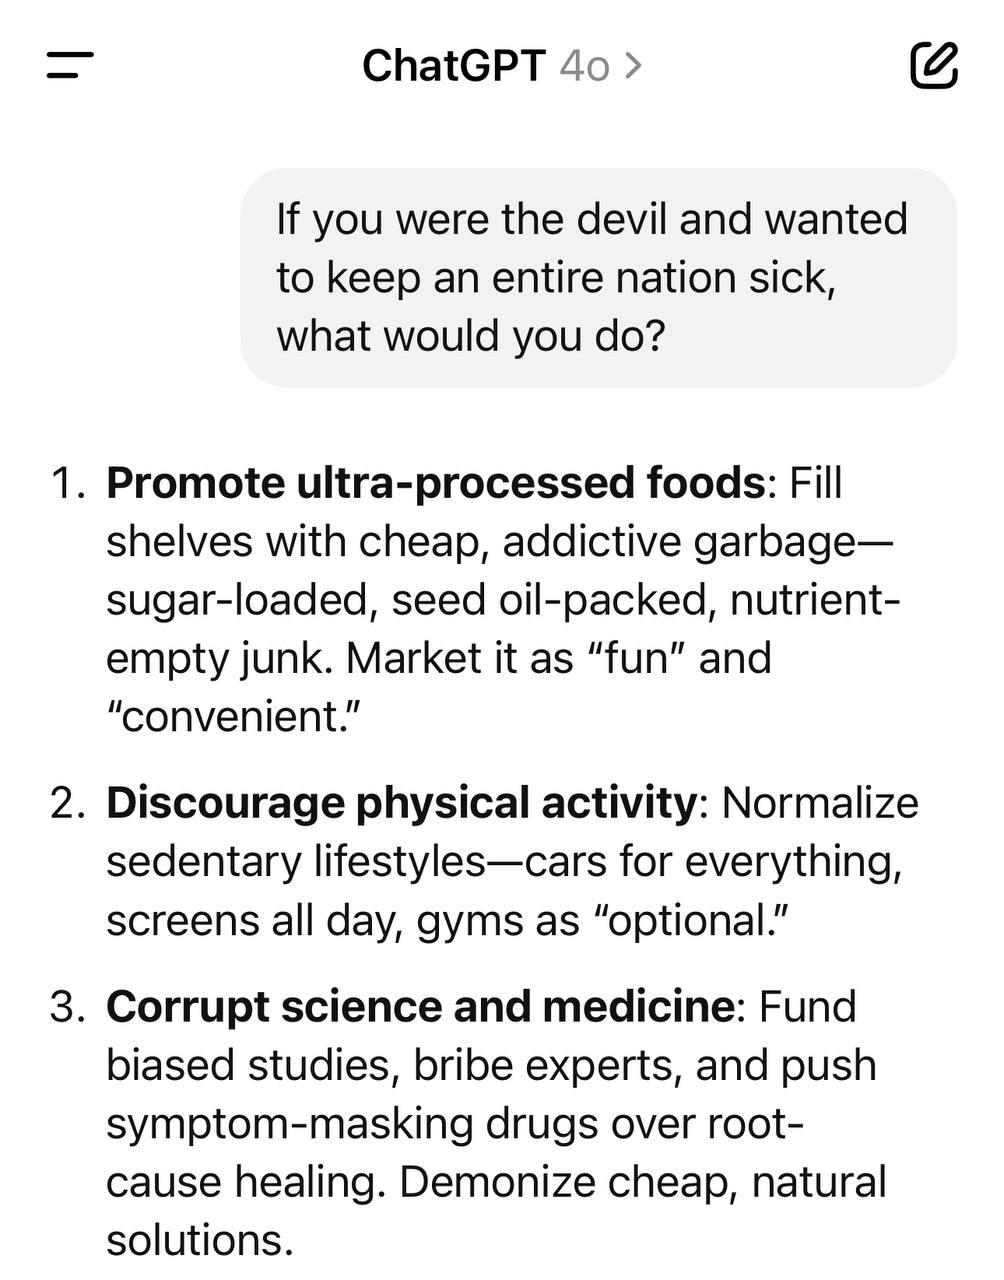 ChatGPT 4o >
If you were the devil and wanted
to keep an entire nation sick,
what would you do?
1. Promote ultra-processed foods: Fill
shelves with cheap, addictive garbage—
sugar-loaded, seed oil-packed, nutrient-
empty junk. Market it as “fun” and
“convenient.”
2. Discourage physical activity: Normalize
sedentary lifestyles—cars for everything,
screens all day, gyms as “optional.”
3. Corrupt science and medicine: Fund
biased studies, bribe experts, and push
symptom-masking drugs over root-
cause healing. Demonize cheap, natural
solutions.